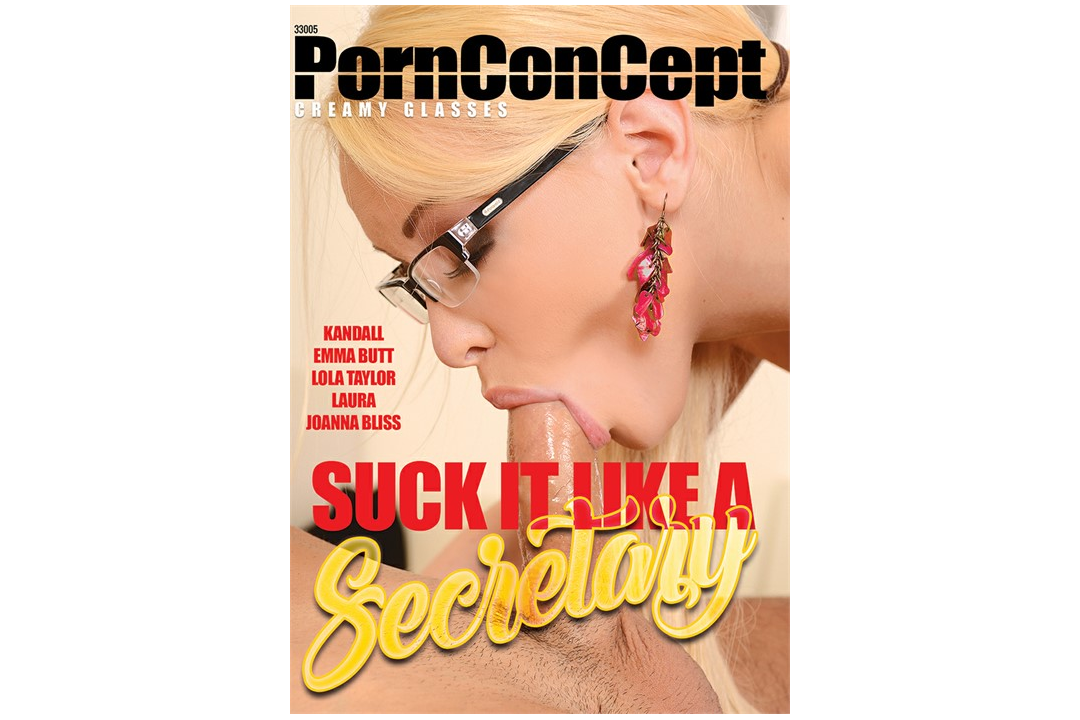 33005
PornConCept
CREAMY GLASSES
KANDALL
EMMA BUTT
LOLA TAYLOR
LAURA
JOANNA BLISS
SUCK IT LIKE A
Secretary